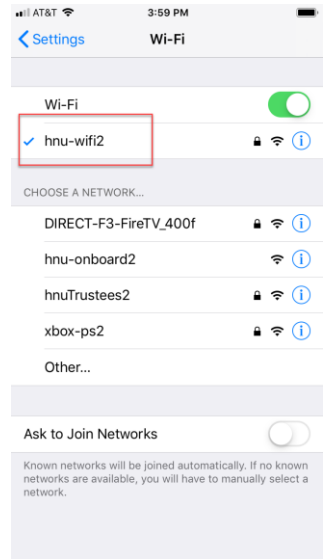 AT&T 3:59 PM
Settings Wi-Fi
Wi-Fi
hnu-wifi2
CHOOSE A NETWORK...
DIRECT-F3-FireTV_400f
hnu-onboard2
hnuTrustees2
xbox-ps2
Other...
Ask to Join Networks
Known networks will be joined automatically. If no known
networks are available, you will have to manually select a
network.